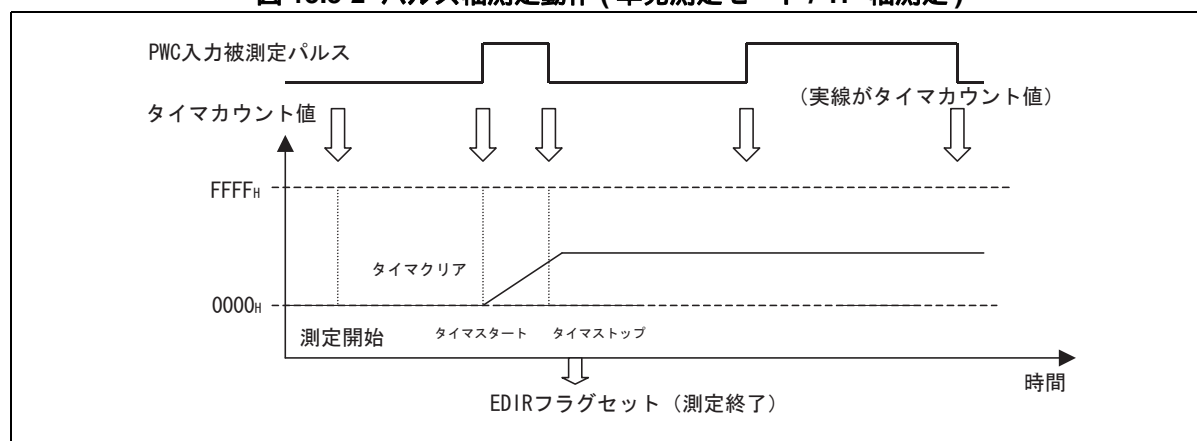 PWC入力被測定パルス
(実線がタイマカウント値)
タイマカウント値
FFFFH
タイマクリア
0000H
測定開始
タイマスタート
タイマストップ
時間
EDIRフラグセット (測定終了)